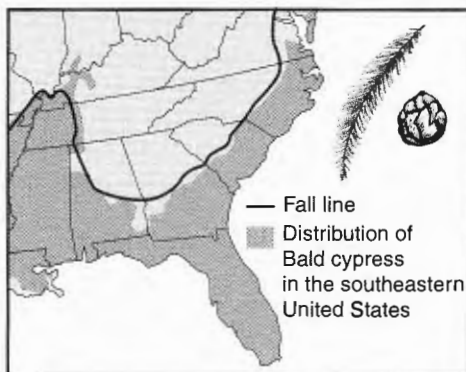 Fall line
Distribution of
Bald cypress
in the southeastern
United States